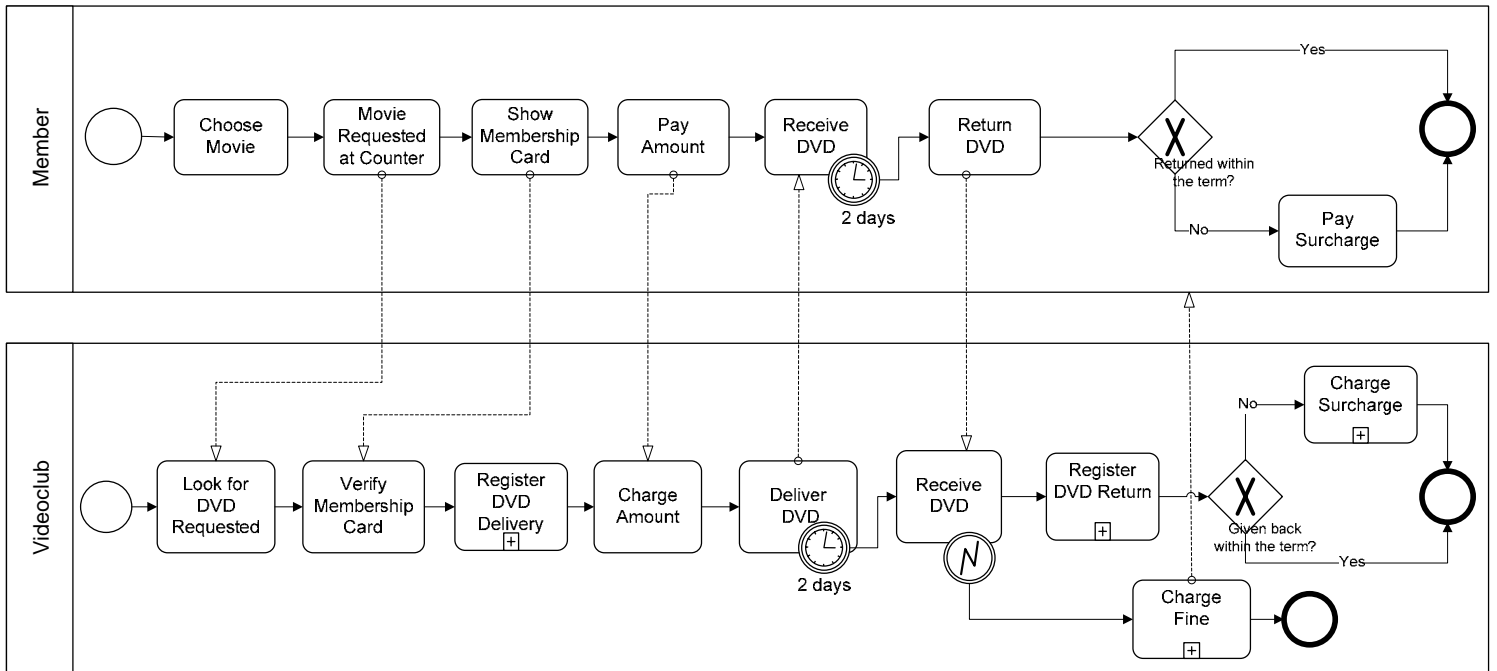 Member
Choose
Movie
Movie
Requested
at Counter
Show
Membership
Card
Pay
Amount
Receive
DVD
2 days
Return
DVD
Returned within
the term?
Yes
No
Pay
Surcharge
Videoclub
Look for
DVD
Requested
Verify
Membership
Card
Register
DVD
Delivery
Charge
Amount
Deliver
DVD
2 days
Receive
DVD
Register
DVD Return
Given back
within the term?
No
Charge
Surcharge
Yes
Charge
Fine